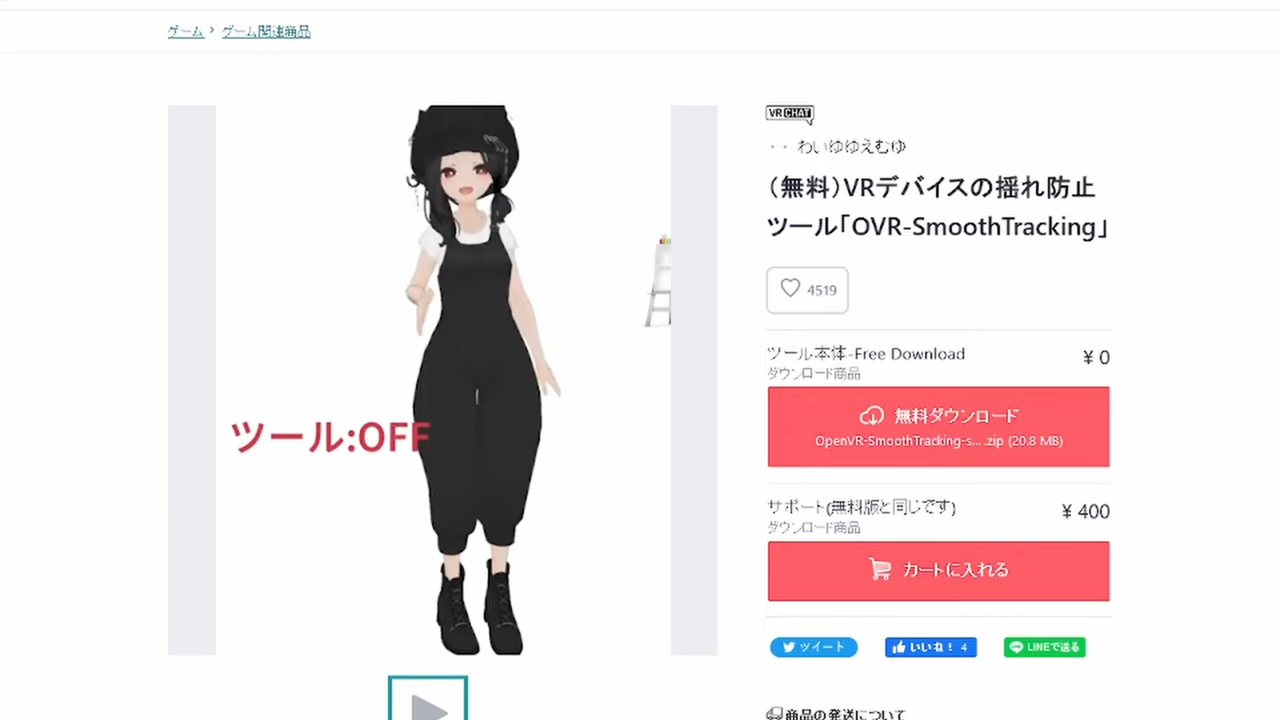 ゲーム › ゲーム関連商品
VRCHAT
わいゆゆえむゆ
(無料)VRデバイスの揺れ防止
ツール「OVR-SmoothTracking」
4519
ツール本体-Free Download
¥ 0
ダウンロード商品
無料ダウンロード
OpenVR-SmoothTracking-s... .zip (20.8 MB)
ツール:OFF
サポート(無料版と同じです)
¥ 400
ダウンロード商品
カートに入れる
ツイート
いいね! 4
LINEで送る
商品の発送について